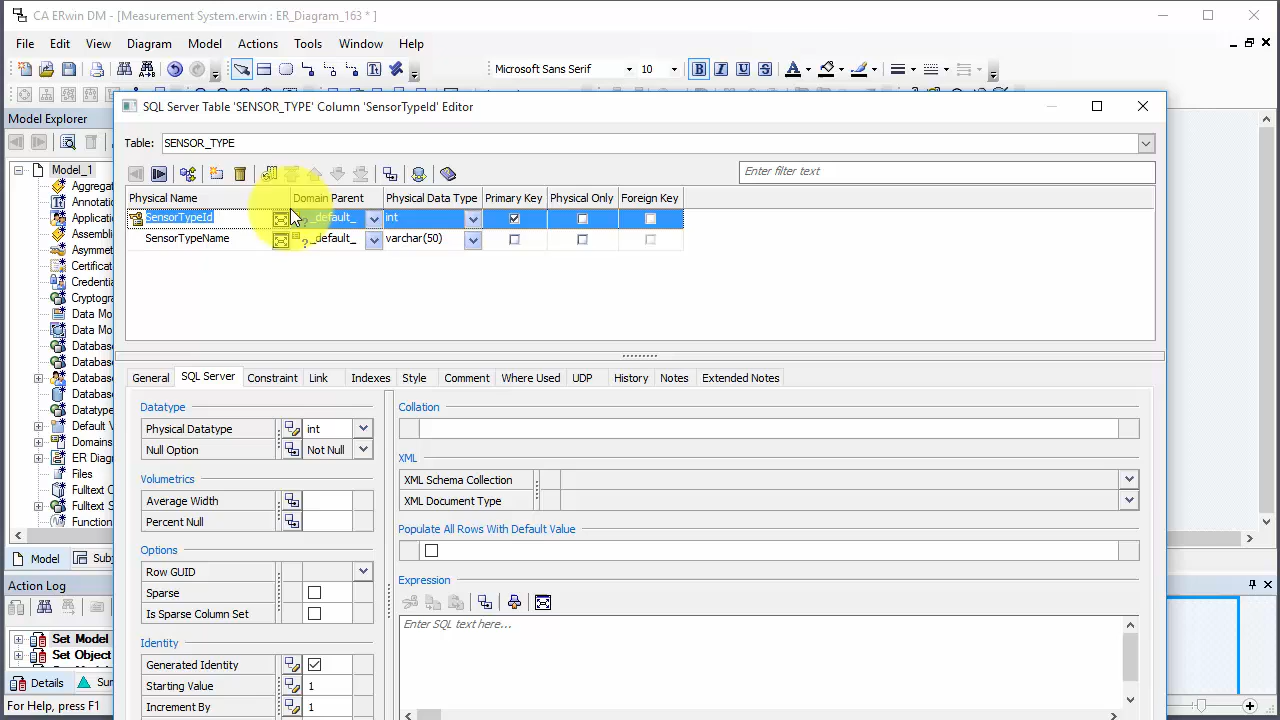 CA ERwin DM - [Measurement System.erwin : ER_Diagram_163 * ]
File Edit View Diagram Model Actions Tools Window Help
Microsoft Sans Serif 10 B I U S A
Model Explorer
SQL Server Table 'SENSOR_TYPE' Column 'SensorTypeId' Editor
Table: SENSOR_TYPE
Enter filter text
Physical Name Domain Parent Physical Data Type Primary Key Physical Only Foreign Key
SensorTypeId _default_ int
SensorTypeName _default_ varchar(50)
Model_1
Aggregat
Annotatio
Applicati
Assembli
Asymmet
Certificat
Credentia
Cryptogra
Data Mo
Data Mo
Database
Database
Database
Database
Datatype
Default V
Domains
ER Diagr
Files
Fulltext C
Fulltext S
Function
Model Subj
Action Log
Set Model
Set Object
Details Sum
For Help, press F1
General SQL Server Constraint Link Indexes Style Comment Where Used UDP History Notes Extended Notes
Datatype
Physical Datatype int
Null Option Not Null
Volumetrics
Average Width
Percent Null
Options
Row GUID
Sparse
Is Sparse Column Set
Identity
Generated Identity
Starting Value 1
Increment By 1
Collation
XML
XML Schema Collection
XML Document Type
Populate All Rows With Default Value
Expression
Enter SQL text here...